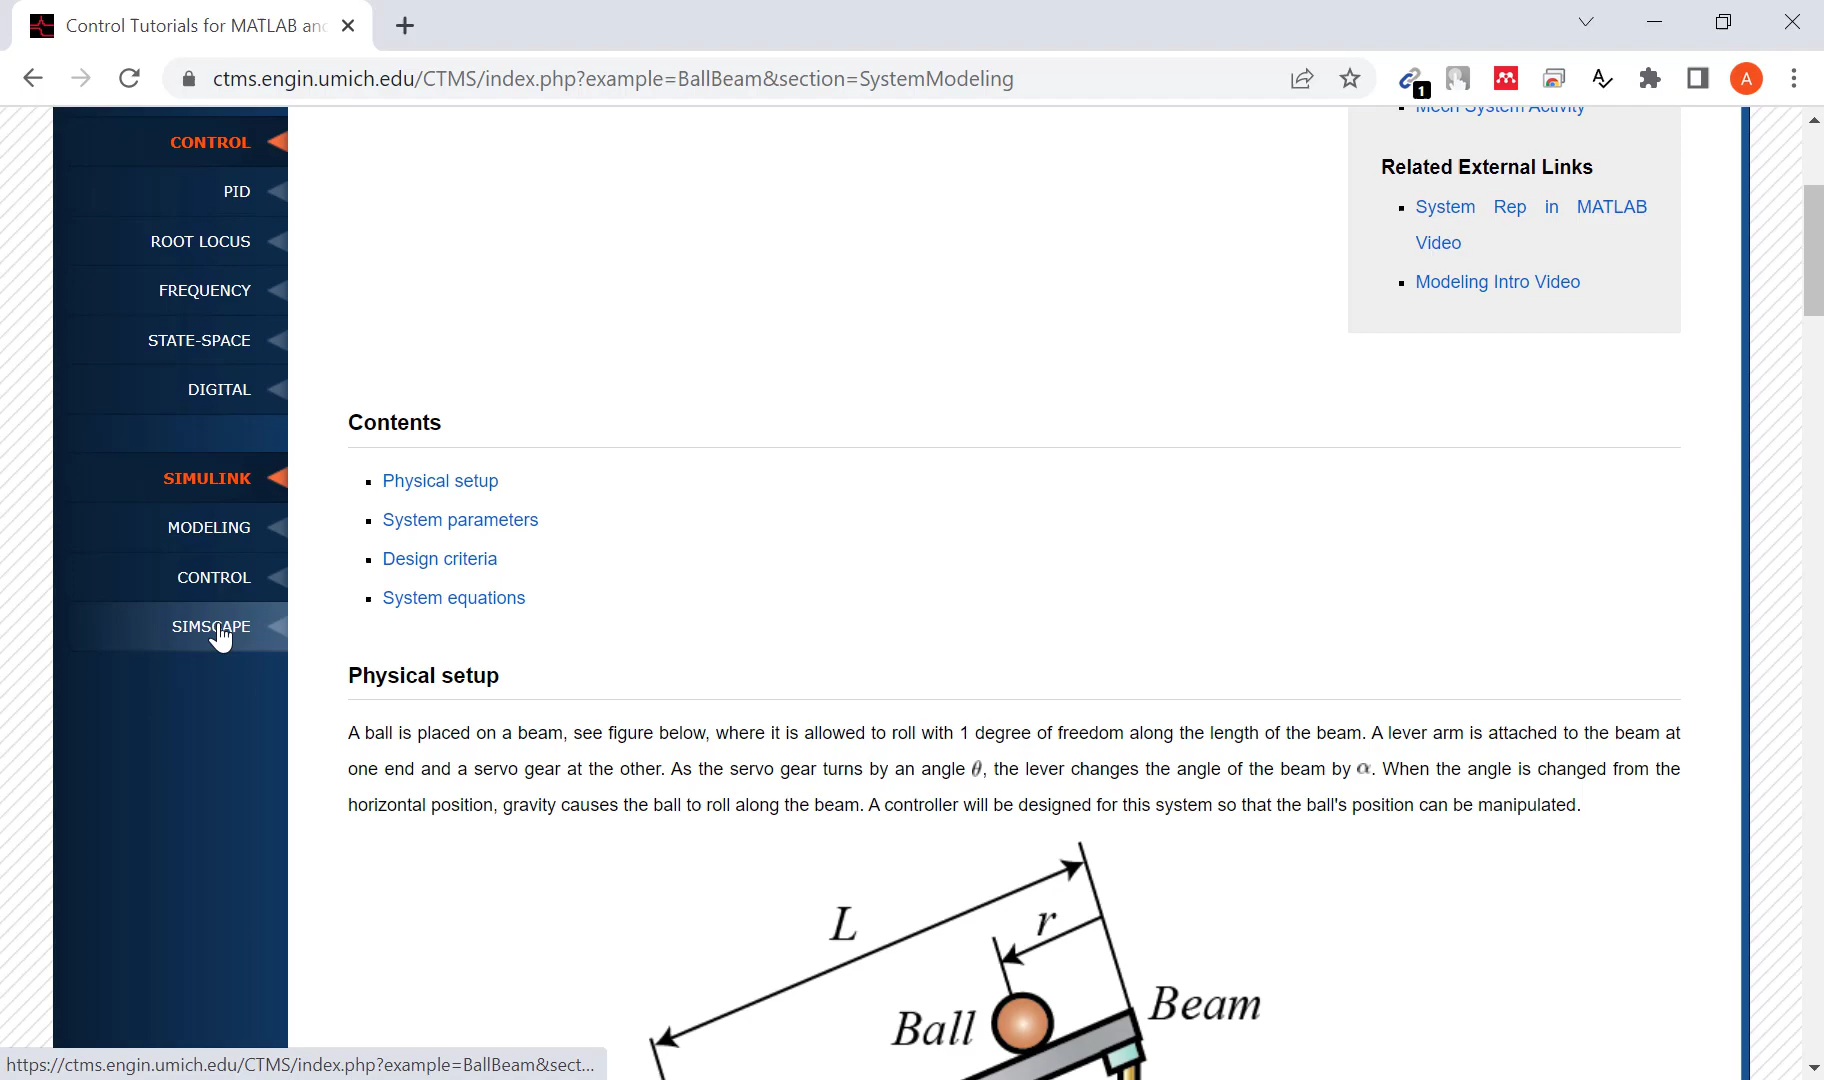 Control Tutorials for MATLAB an
ctms.engin.umich.edu/CTMS/index.php?example=BallBeam&section=SystemModeling
1
A
CONTROL
PID
ROOT LOCUS
FREQUENCY
STATE-SPACE
DIGITAL
SIMULINK
MODELING
CONTROL
SIMSCAPE
Mech System Activity
Related External Links
System Rep in MATLAB
Video
Modeling Intro Video
Contents
Physical setup
System parameters
Design criteria
System equations
Physical setup
A ball is placed on a beam, see figure below, where it is allowed to roll with 1 degree of freedom along the length of the beam. A lever arm is attached to the beam at
one end and a servo gear at the other. As the servo gear turns by an angle θ, the lever changes the angle of the beam by α. When the angle is changed from the
horizontal position, gravity causes the ball to roll along the beam. A controller will be designed for this system so that the ball's position can be manipulated.
L
r
Ball
Beam
https://ctms.engin.umich.edu/CTMS/index.php?example=BallBeam&sect...